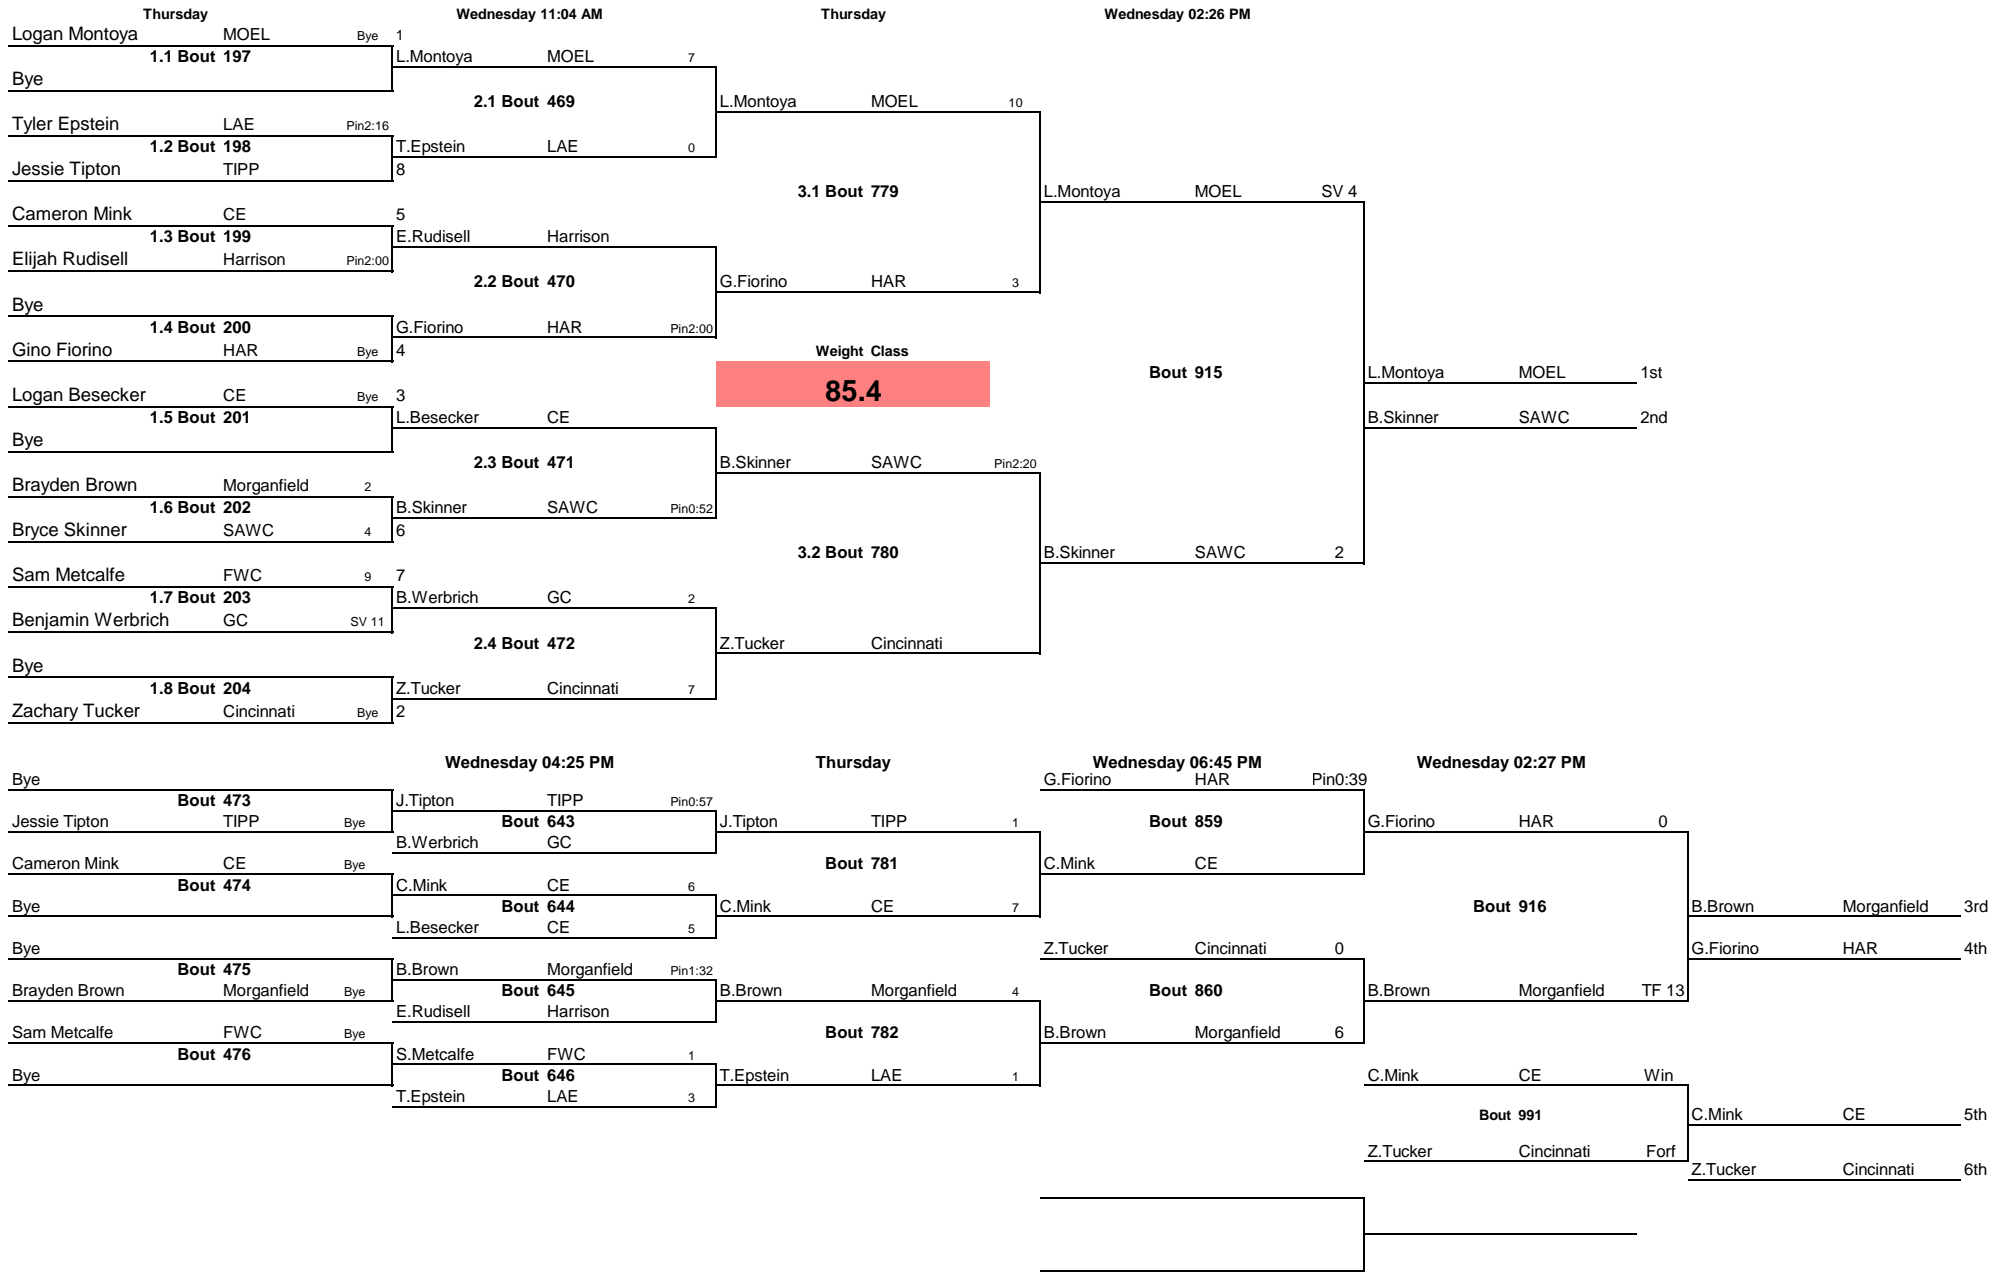 Thursday Wednesday 11:04 AM Thursday Wednesday 02:26 PM
Logan Montoya MOEL Bye 1
1.1 Bout 197 L.Montoya MOEL 7
Bye
2.1 Bout 469 L.Montoya MOEL 10
Tyler Epstein LAE Pin2:16
1.2 Bout 198 T.Epstein LAE 0
Jessie Tipton TIPP 8
3.1 Bout 779 L.Montoya MOEL SV 4
Cameron Mink CE 5
1.3 Bout 199 E.Rudisell Harrison
Elijah Rudisell Harrison Pin2:00
2.2 Bout 470 G.Fiorino HAR 3
Bye
1.4 Bout 200 G.Fiorino HAR Pin2:00
Gino Fiorino HAR Bye 4 Weight Class
Bout 915 L.Montoya MOEL 1st
85.4
Logan Besecker CE Bye 3
1.5 Bout 201 L.Besecker CE B.Skinner SAWC 2nd
Bye
2.3 Bout 471 B.Skinner SAWC Pin2:20
Brayden Brown Morganfield 2
1.6 Bout 202 B.Skinner SAWC Pin0:52
Bryce Skinner SAWC 4 6
3.2 Bout 780 B.Skinner SAWC 2
Sam Metcalfe FWC 9 7
1.7 Bout 203 B.Werbrich GC 2
Benjamin Werbrich GC SV 11
2.4 Bout 472 Z.Tucker Cincinnati
Bye
1.8 Bout 204 Z.Tucker Cincinnati 7
Zachary Tucker Cincinnati Bye 2
Wednesday 04:25 PM Thursday Wednesday 06:45 PM Wednesday 02:27 PM
Bye G.Fiorino HAR Pin0:39
Bout 473 J.Tipton TIPP Pin0:57
Jessie Tipton TIPP Bye Bout 643 J.Tipton TIPP 1 Bout 859 G.Fiorino HAR 0
B.Werbrich GC
Cameron Mink CE Bye Bout 781 C.Mink CE
Bout 474 C.Mink CE 6
Bye Bout 644 C.Mink CE 7 Bout 916 B.Brown Morganfield 3rd
L.Besecker CE 5
Bye Z.Tucker Cincinnati 0 G.Fiorino HAR 4th
Bout 475 B.Brown Morganfield Pin1:32
Brayden Brown Morganfield Bye Bout 645 B.Brown Morganfield 4 Bout 860 B.Brown Morganfield TF 13
E.Rudisell Harrison
Sam Metcalfe FWC Bye Bout 782 B.Brown Morganfield 6
Bout 476 S.Metcalfe FWC 1
Bye Bout 646 T.Epstein LAE 1 C.Mink CE Win
T.Epstein LAE 3
Bout 991 C.Mink CE 5th
Z.Tucker Cincinnati Forf
Z.Tucker Cincinnati 6th